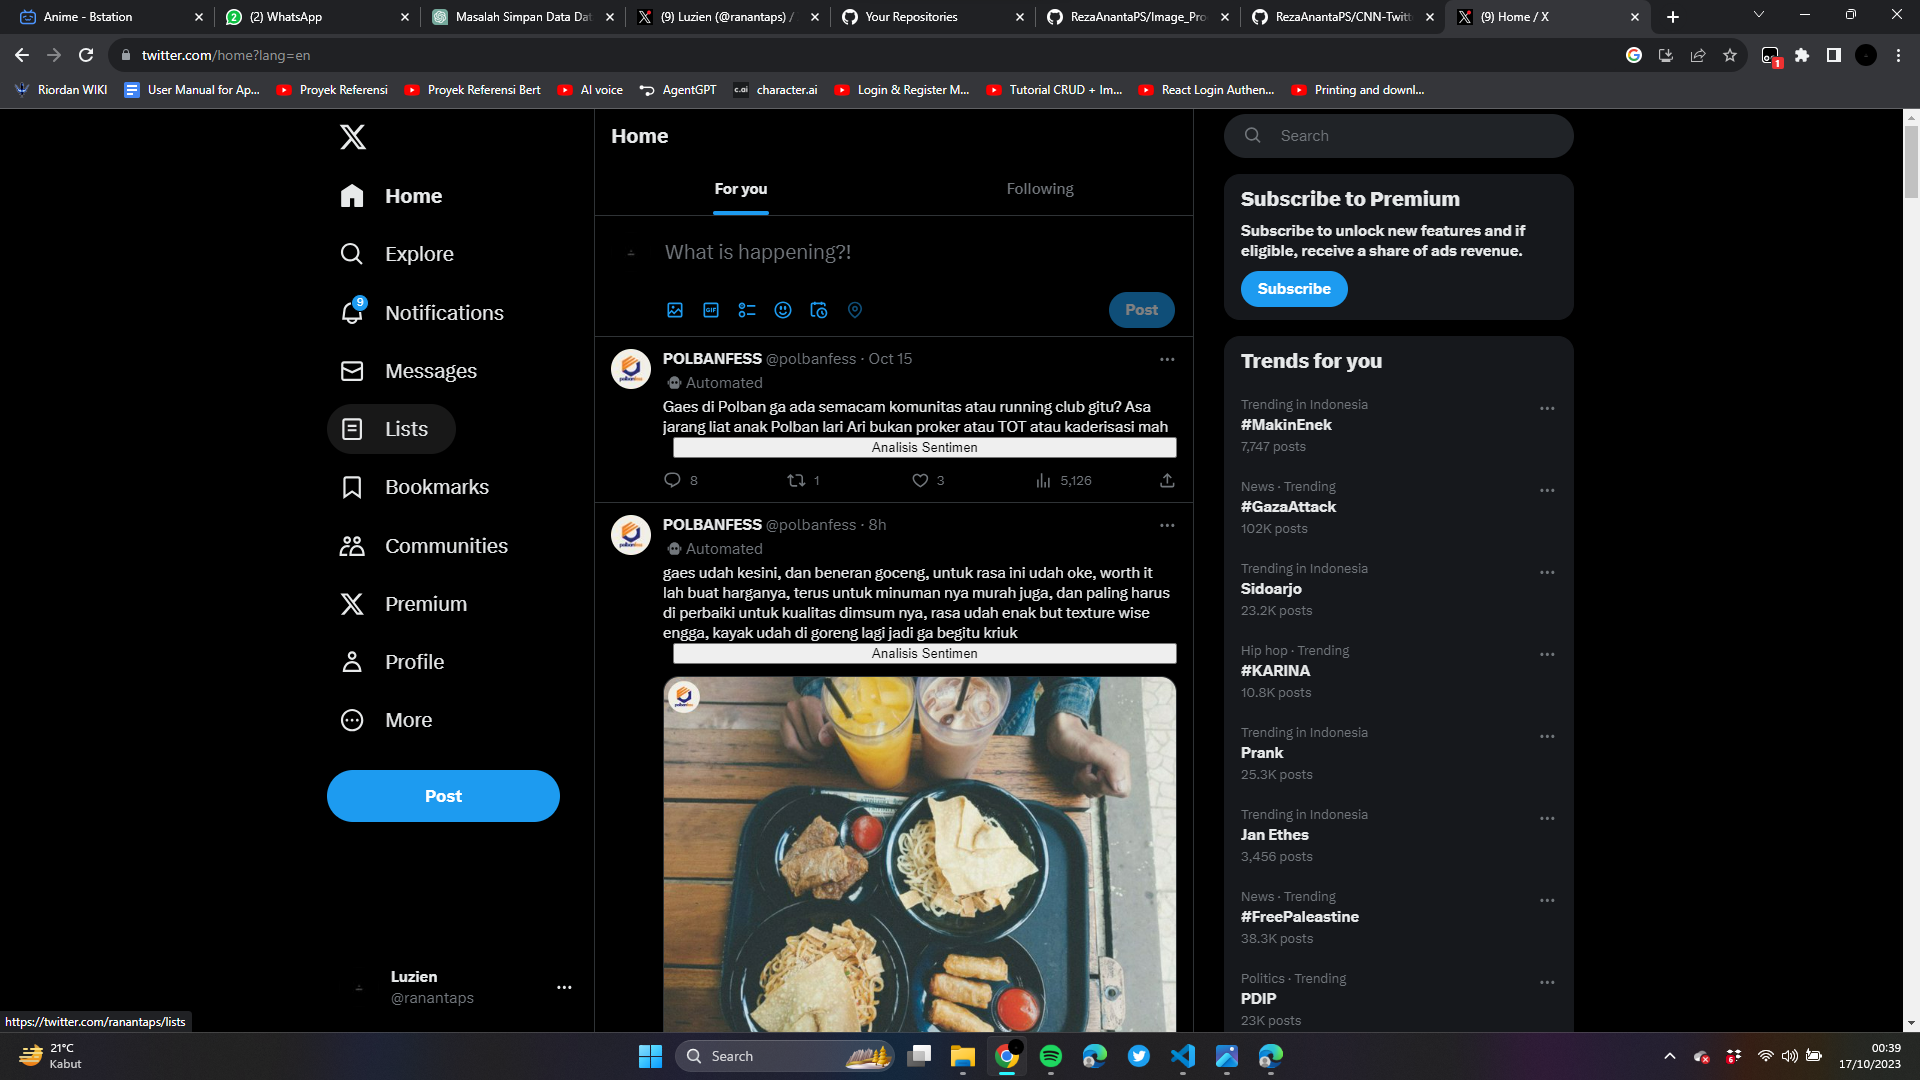 Anime - Bstation
(2) WhatsApp
Masalah Simpan Data Dat
(9) Luzien (@ranantaps) /
Your Repositories
RezaAnantaPS/Image_Pro
RezaAnantaPS/CNN-Twitt
(9) Home / X
twitter.com/home?lang=en
1
Riordan WIKI
User Manual for Ap...
Proyek Referensi
Proyek Referensi Bert
AI voice
AgentGPT
c.ai
character.ai
Login & Register M...
Tutorial CRUD + Im...
React Login Authen...
Printing and downl...
Home
Explore
9
Notifications
Messages
Lists
Bookmarks
Communities
Premium
Profile
More
Post
Luzien
@ranantaps
https://twitter.com/ranantaps/lists
Home
For you
Following
What is happening?!
GIF
Post
POLBANFESS @polbanfess · Oct 15
Automated
Gaes di Polban ga ada semacam komunitas atau running club gitu? Asa
jarang liat anak Polban lari Ari bukan proker atau TOT atau kaderisasi mah
Analisis Sentimen
8
1
3
5,126
POLBANFESS @polbanfess · 8h
Automated
gaes udah kesini, dan beneran goceng, untuk rasa ini udah oke, worth it
lah buat harganya, terus untuk minuman nya murah juga, dan paling harus
di perbaiki untuk kualitas dimsum nya, rasa udah enak but texture wise
engga, kayak udah di goreng lagi jadi ga begitu kriuk
Analisis Sentimen
Search
Subscribe to Premium
Subscribe to unlock new features and if
eligible, receive a share of ads revenue.
Subscribe
Trends for you
Trending in Indonesia
#MakinEnek
7,747 posts
News · Trending
#GazaAttack
102K posts
Trending in Indonesia
Sidoarjo
23.2K posts
Hip hop · Trending
#KARINA
10.8K posts
Trending in Indonesia
Prank
25.3K posts
Trending in Indonesia
Jan Ethes
3,456 posts
News · Trending
#FreePaleastine
38.3K posts
Politics · Trending
PDIP
23K posts
21°C
Kabut
Search
00:39
17/10/2023